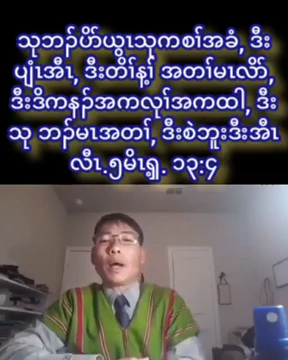 သုဘၣ်ပာ်ယွၤသုကစၢ်အခံ, ဒီး
ပျံၤအီၤ, ဒီးတိၢ်န့ၢ် အတၢ်မၤလိာ်,
ဒီးဒိကနၣ်အကလုၢ်အကထါ, ဒီး
သု ဘၣ်မၤအတၢ်, ဒီးစဲဘူးဒီးအီၤ
လီၤ.၅မိၤရှ့. ၁၃:၄